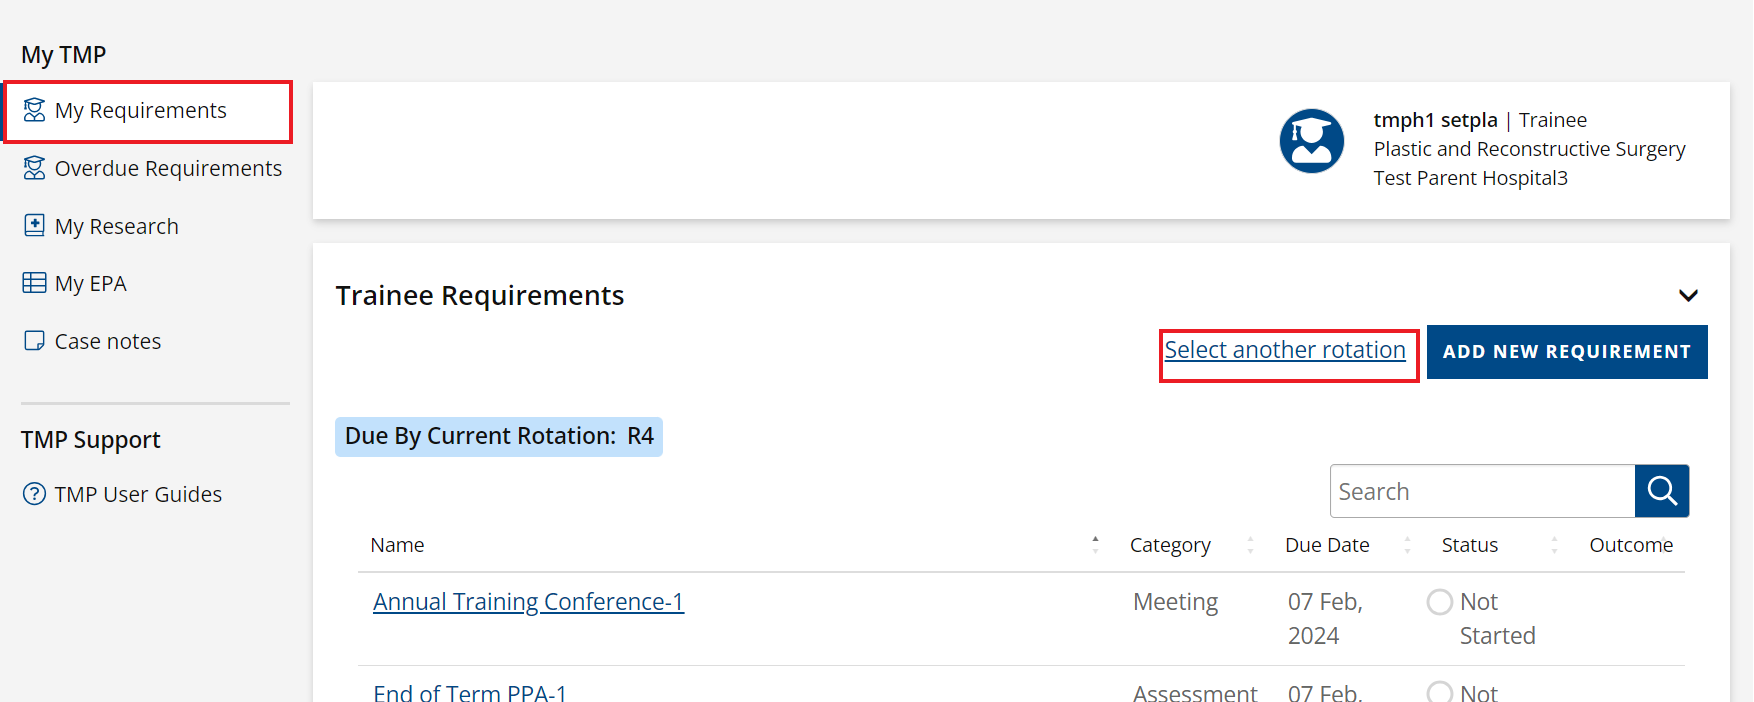 My TMP
My Requirements
Overdue Requirements
My Research
My EPA
Case notes
TMP Support
TMP User Guides
tmph1 setpla | Trainee
Plastic and Reconstructive Surgery
Test Parent Hospital3
Trainee Requirements
Select another rotation
ADD NEW REQUIREMENT
Due By Current Rotation: R4
Search
Name Category Due Date Status Outcome
Annual Training Conference-1 Meeting 07 Feb, Not
2024 Started
End of Term PPA-1 Assessment 07 Feb, Not